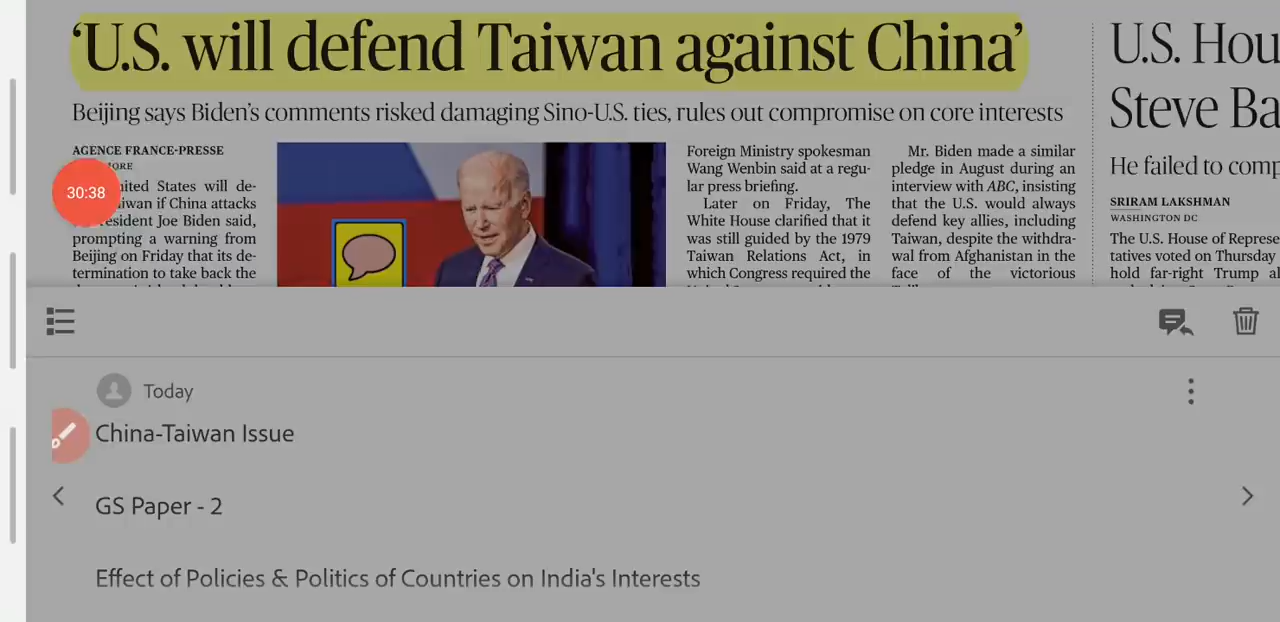 ‘U.S. will defend Taiwan against China’
Beijing says Biden's comments risked damaging Sino-U.S. ties, rules out compromise on core interests
AGENCE FRANCE-PRESSE
ORE
nited States will de-
iwan if China attacks
esident Joe Biden said,
prompting a warning from
Beijing on Friday that its de-
termination to take back the
Foreign Ministry spokesman
Wang Wenbin said at a regu-
lar press briefing.
Later on Friday, The
White House clarified that it
was still guided by the 1979
Taiwan Relations Act, in
which Congress required the
Mr. Biden made a similar
pledge in August during an
interview with ABC, insisting
that the U.S. would always
defend key allies, including
Taiwan, despite the withdra-
wal from Afghanistan in the
face of the victorious
U.S. Hou
Steve Ba
He failed to comp
SRIRAM LAKSHMAN
WASHINGTON DC
The U.S. House of Represe
tatives voted on Thursday
hold far-right Trump al
30:38
Today
China-Taiwan Issue
GS Paper - 2
Effect of Policies & Politics of Countries on India's Interests